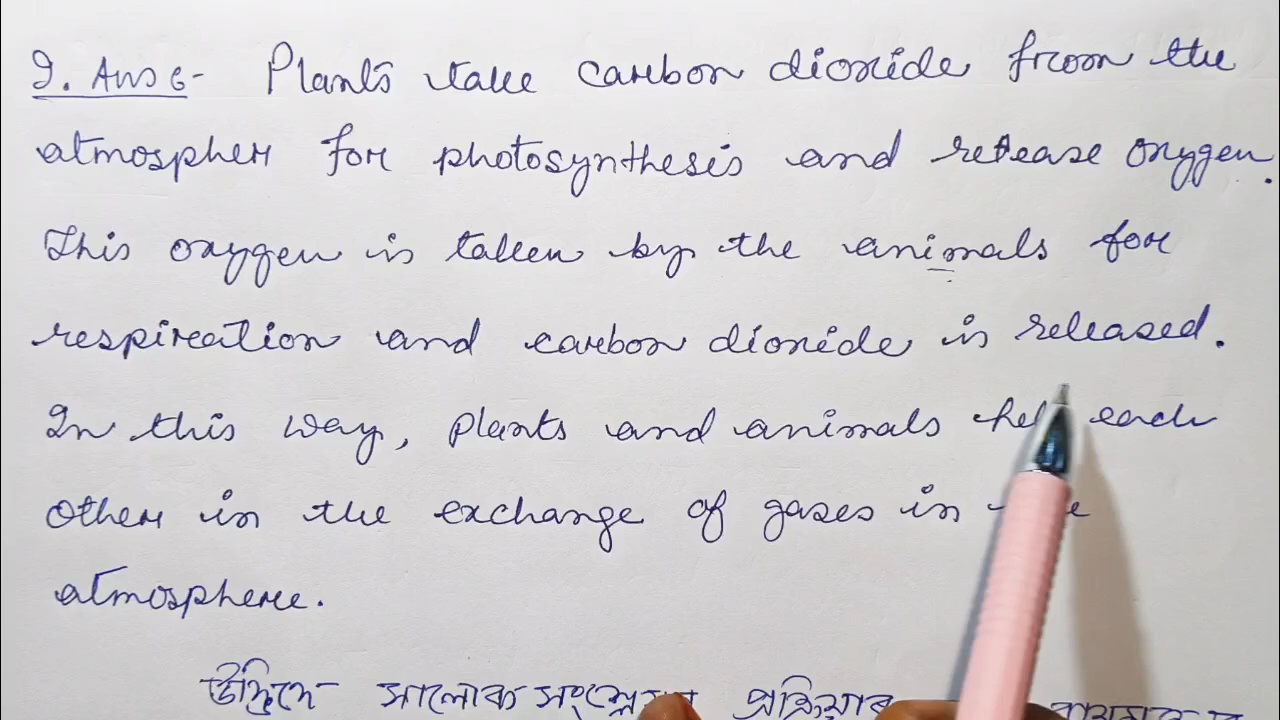 9. Ans:- Plants take carbon dioxide from the
atmospher for photosynthesis and release oxygen.
This oxygen is taken by the animals for
respiration and carbon dioxide is released.
In this way, plants and animals each
other in the exchange of gases in
atmosphere.
উদ্ভিদে সালোক প্ৰক্ৰিয়াৰ